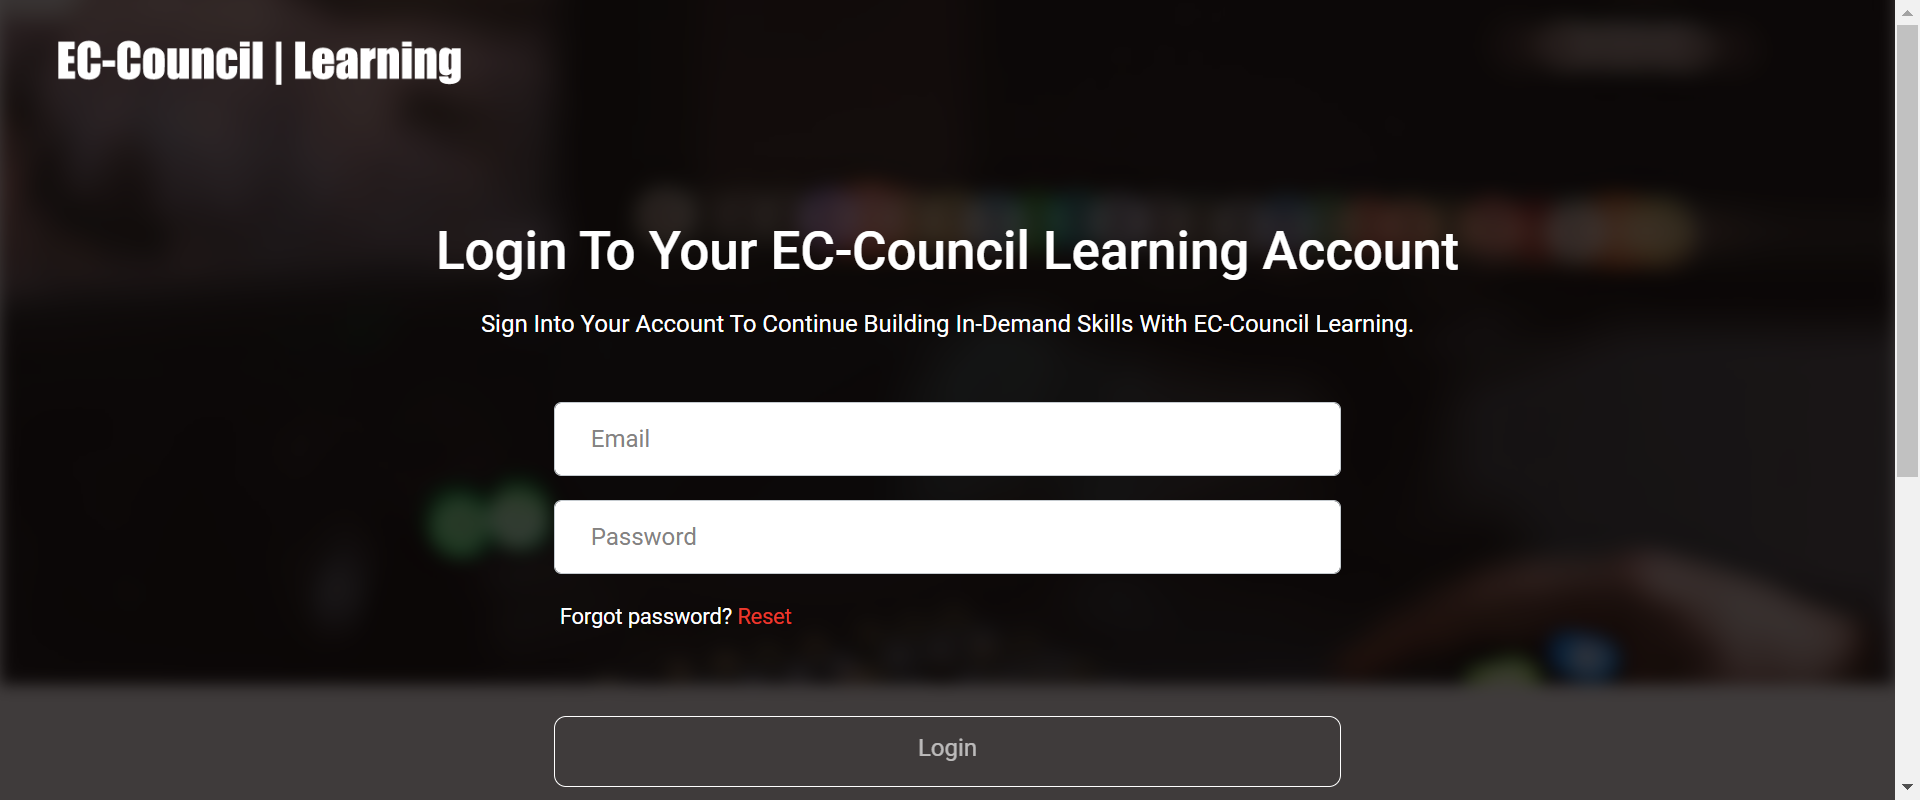 EC-Council | Learning
Login To Your EC-Council Learning Account
Sign Into Your Account To Continue Building In-Demand Skills With EC-Council Learning.
Email
Password
Forgot password? Reset
Login